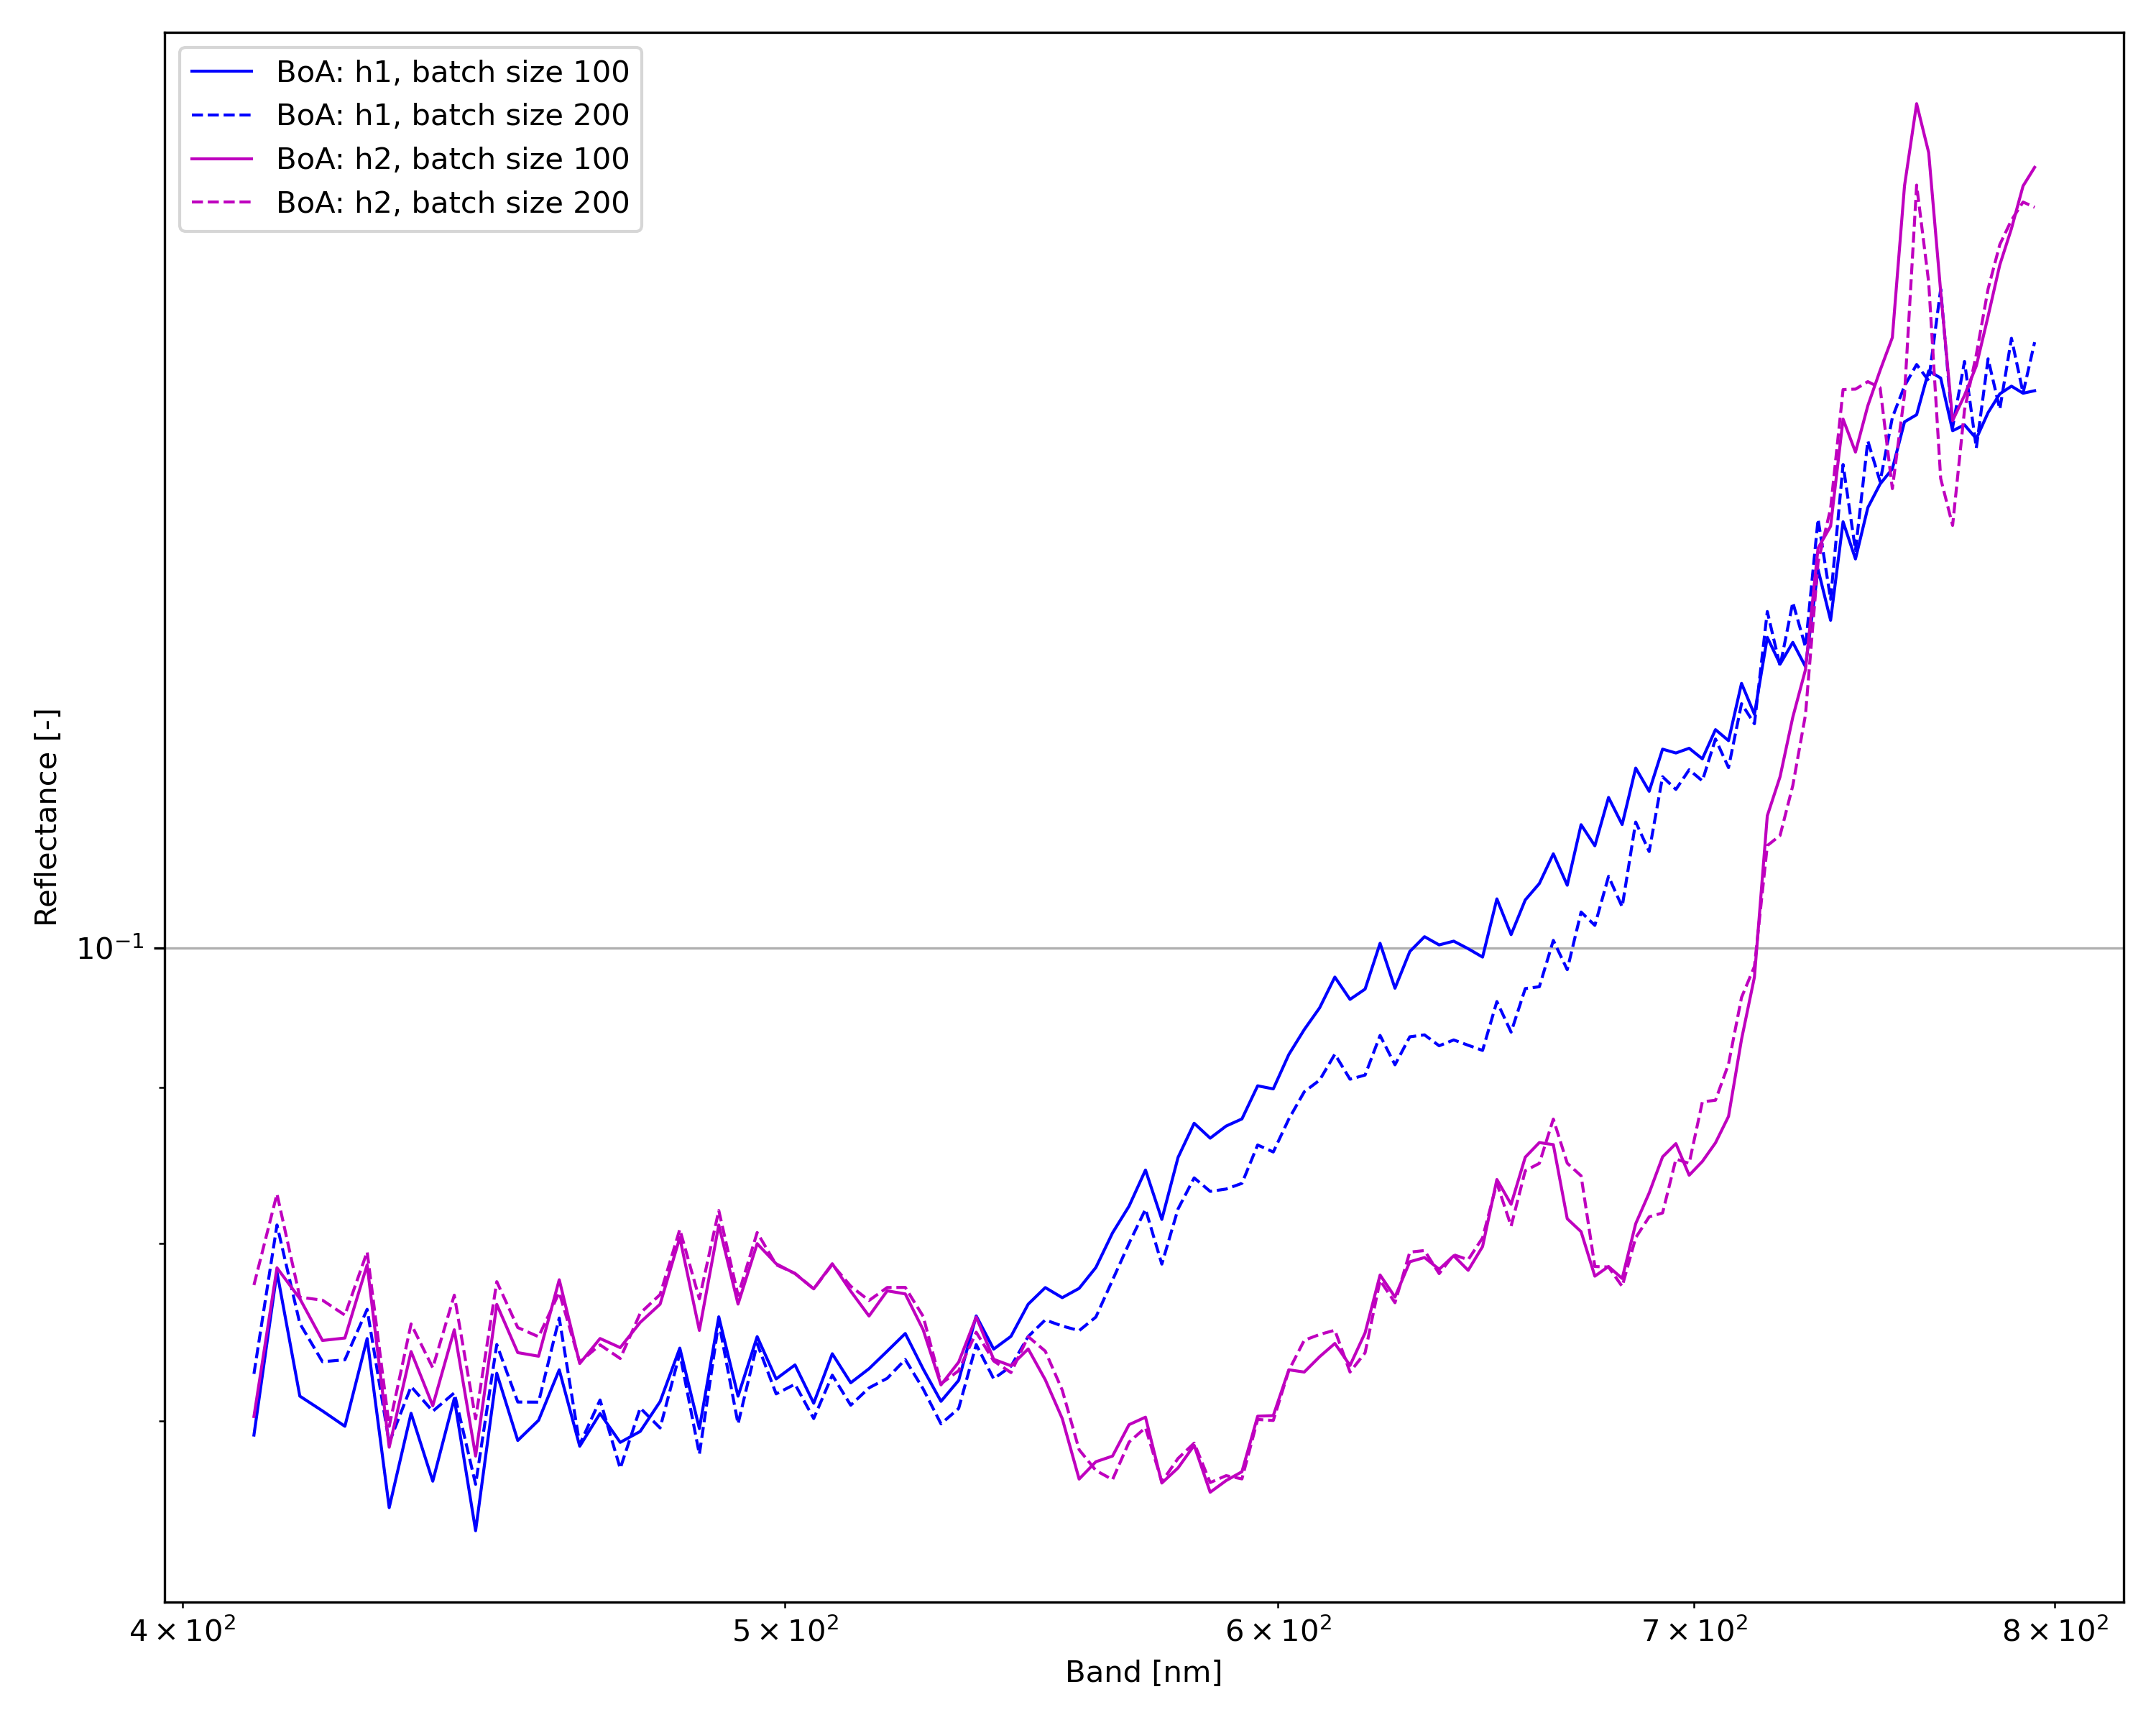 BoA: h1, batch size 100
BoA: h1, batch size 200
BoA: h2, batch size 100
BoA: h2, batch size 200
Reflectance [-]
10⁻¹
4 × 10² 5 × 10² 6 × 10² 7 × 10² 8 × 10²
Band [nm]